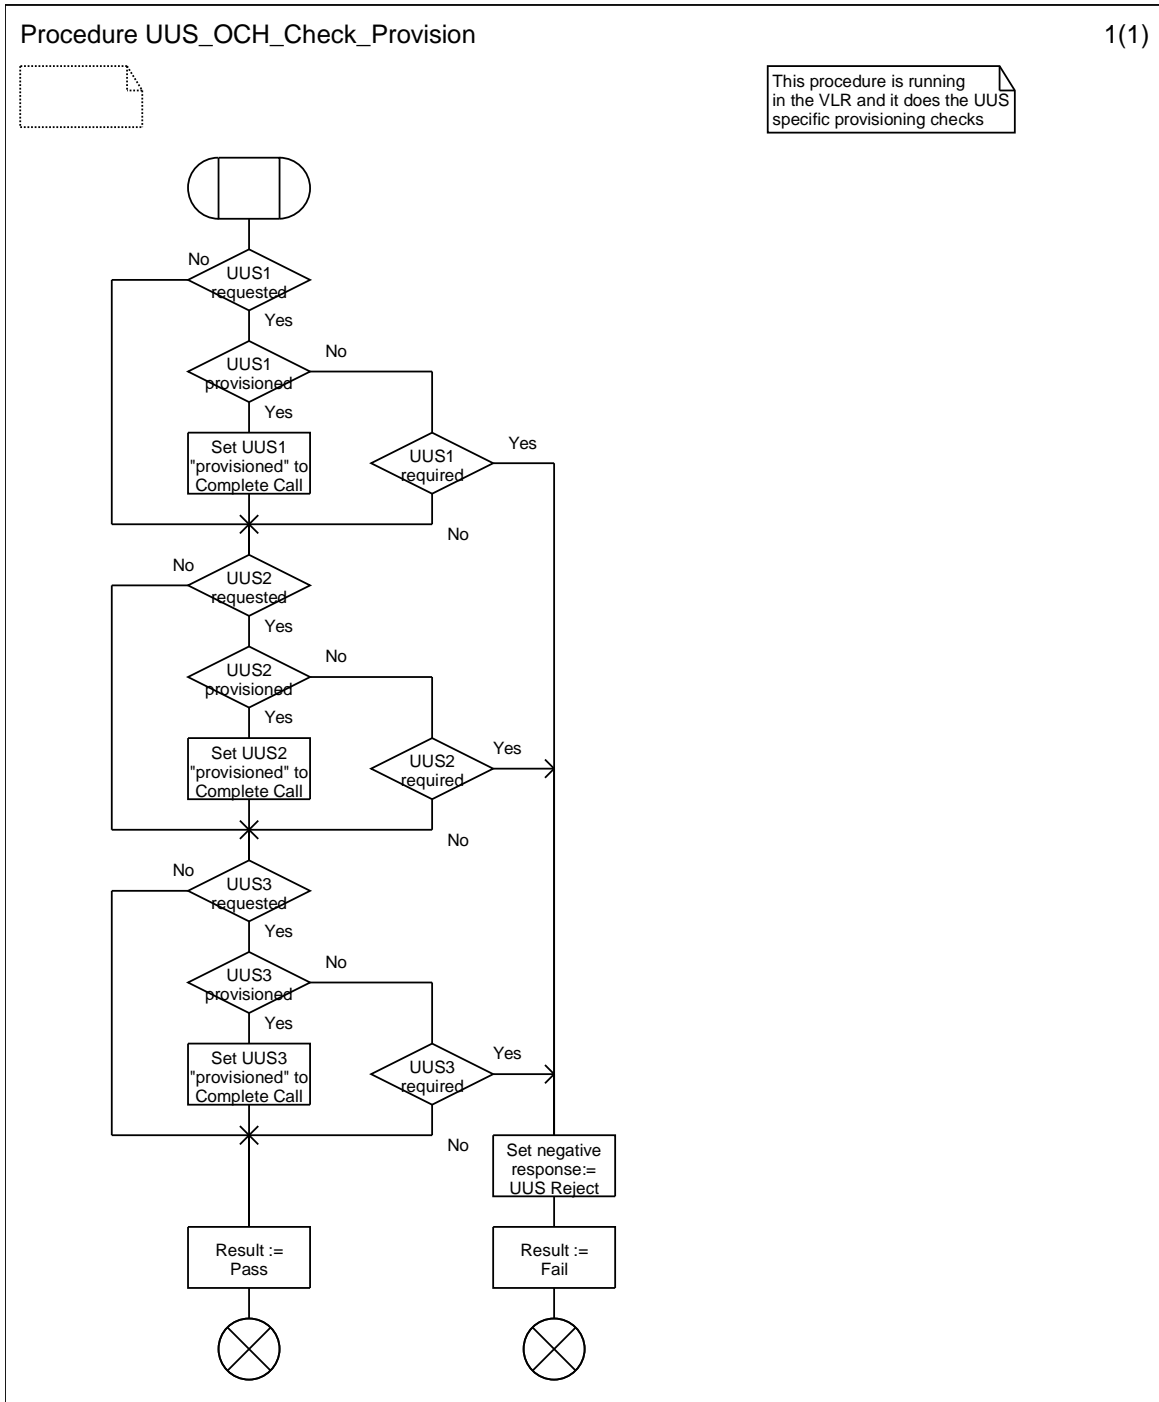 Procedure UUS_OCH_Check_Provision
1(1)
This procedure is running
in the VLR and it does the UUS
specific provisioning checks
No
UUS1
requested
Yes
UUS1
provisioned
No
Yes
Set UUS1
"provisioned" to
Complete Call
UUS1
required
Yes
No
No
UUS2
requested
Yes
UUS2
provisioned
No
Yes
Set UUS2
"provisioned" to
Complete Call
UUS2
required
Yes
No
No
UUS3
requested
Yes
UUS3
provisioned
No
Yes
Set UUS3
"provisioned" to
Complete Call
UUS3
required
Yes
No
Set negative
response:=
UUS Reject
Result :=
Pass
Result :=
Fail